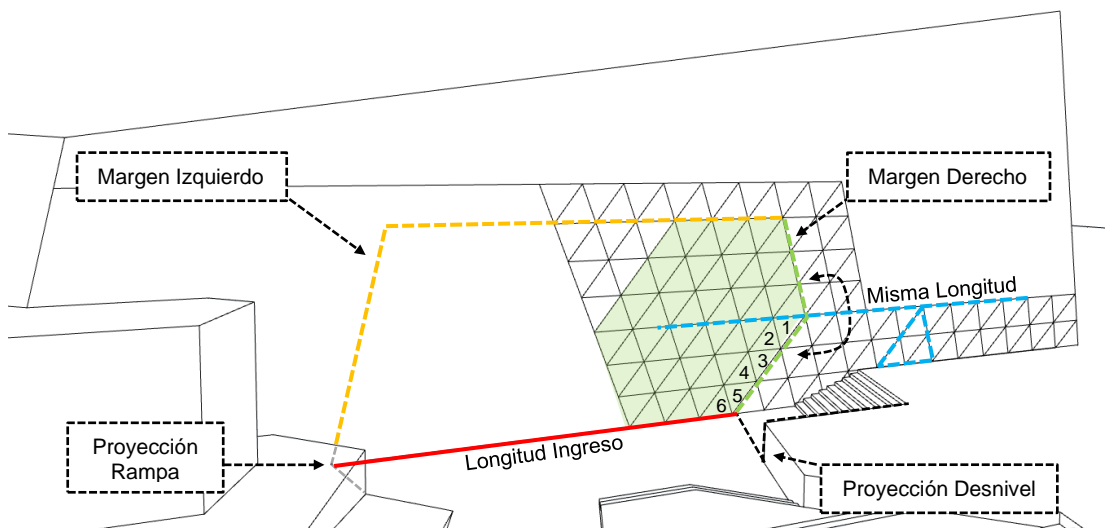 Margen Izquierdo
Margen Derecho
Misma Longitud
1
2
3
4
5
6
Longitud Ingreso
Proyección
Rampa
Proyección Desnivel